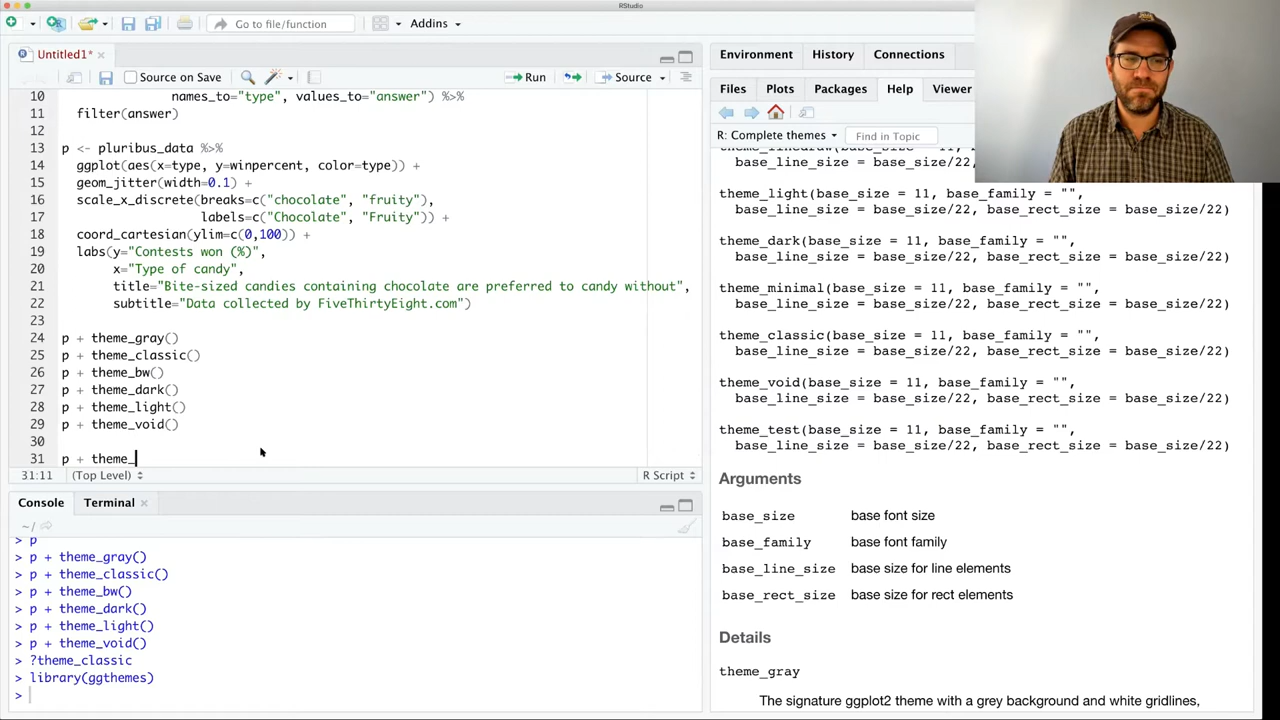 RStudio
Go to file/function
Addins
Untitled1*
Source on Save
Run
Source
10 names_to="type", values_to="answer") %>%
11 filter(answer)
12
13 p <- pluribus_data %>%
14 ggplot(aes(x=type, y=winpercent, color=type)) +
15 geom_jitter(width=0.1) +
16 scale_x_discrete(breaks=c("chocolate", "fruity"),
17 labels=c("Chocolate", "Fruity")) +
18 coord_cartesian(ylim=c(0,100)) +
19 labs(y="Contests won (%)",
20 x="Type of candy",
21 title="Bite-sized candies containing chocolate are preferred to candy without",
22 subtitle="Data collected by FiveThirtyEight.com")
23
24 p + theme_gray()
25 p + theme_classic()
26 p + theme_bw()
27 p + theme_dark()
28 p + theme_light()
29 p + theme_void()
30
31 p + theme_
31:11 (Top Level) R Script
Console Terminal
~/
> p
> p + theme_gray()
> p + theme_classic()
> p + theme_bw()
> p + theme_dark()
> p + theme_light()
> p + theme_void()
> ?theme_classic
> library(ggthemes)
>
Environment History Connections
Files Plots Packages Help Viewer
R: Complete themes Find in Topic
base_line_size = base_size/22,
theme_light(base_size = 11, base_family = "",
base_line_size = base_size/22, base_rect_size = base_size/22)
theme_dark(base_size = 11, base_family = "",
base_line_size = base_size/22, base_rect_size = base_size/22)
theme_minimal(base_size = 11, base_family = "",
base_line_size = base_size/22, base_rect_size = base_size/22)
theme_classic(base_size = 11, base_family = "",
base_line_size = base_size/22, base_rect_size = base_size/22)
theme_void(base_size = 11, base_family = "",
base_line_size = base_size/22, base_rect_size = base_size/22)
theme_test(base_size = 11, base_family = "",
base_line_size = base_size/22, base_rect_size = base_size/22)
Arguments
base_size base font size
base_family base font family
base_line_size base size for line elements
base_rect_size base size for rect elements
Details
theme_gray
The signature ggplot2 theme with a grey background and white gridlines,